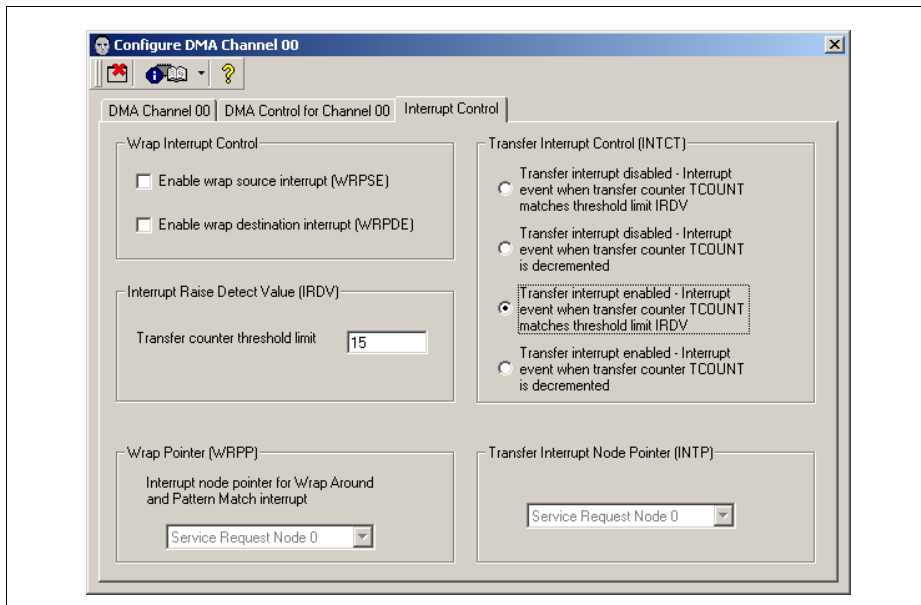 Configure DMA Channel 00
DMA Channel 00
DMA Control for Channel 00
Interrupt Control
Wrap Interrupt Control
Enable wrap source interrupt (WRPSE)
Enable wrap destination interrupt (WRPDE)
Interrupt Raise Detect Value (IRDV)
Transfer counter threshold limit
15
Transfer Interrupt Control (INTCT)
Transfer interrupt disabled - Interrupt
event when transfer counter TCOUNT
matches threshold limit IRDV
Transfer interrupt disabled - Interrupt
event when transfer counter TCOUNT
is decremented
Transfer interrupt enabled - Interrupt
event when transfer counter TCOUNT
matches threshold limit IRDV
Transfer interrupt enabled - Interrupt
event when transfer counter TCOUNT
is decremented
Wrap Pointer (WRPP)
Interrupt node pointer for Wrap Around
and Pattern Match interrupt
Service Request Node 0
Transfer Interrupt Node Pointer (INTP)
Service Request Node 0